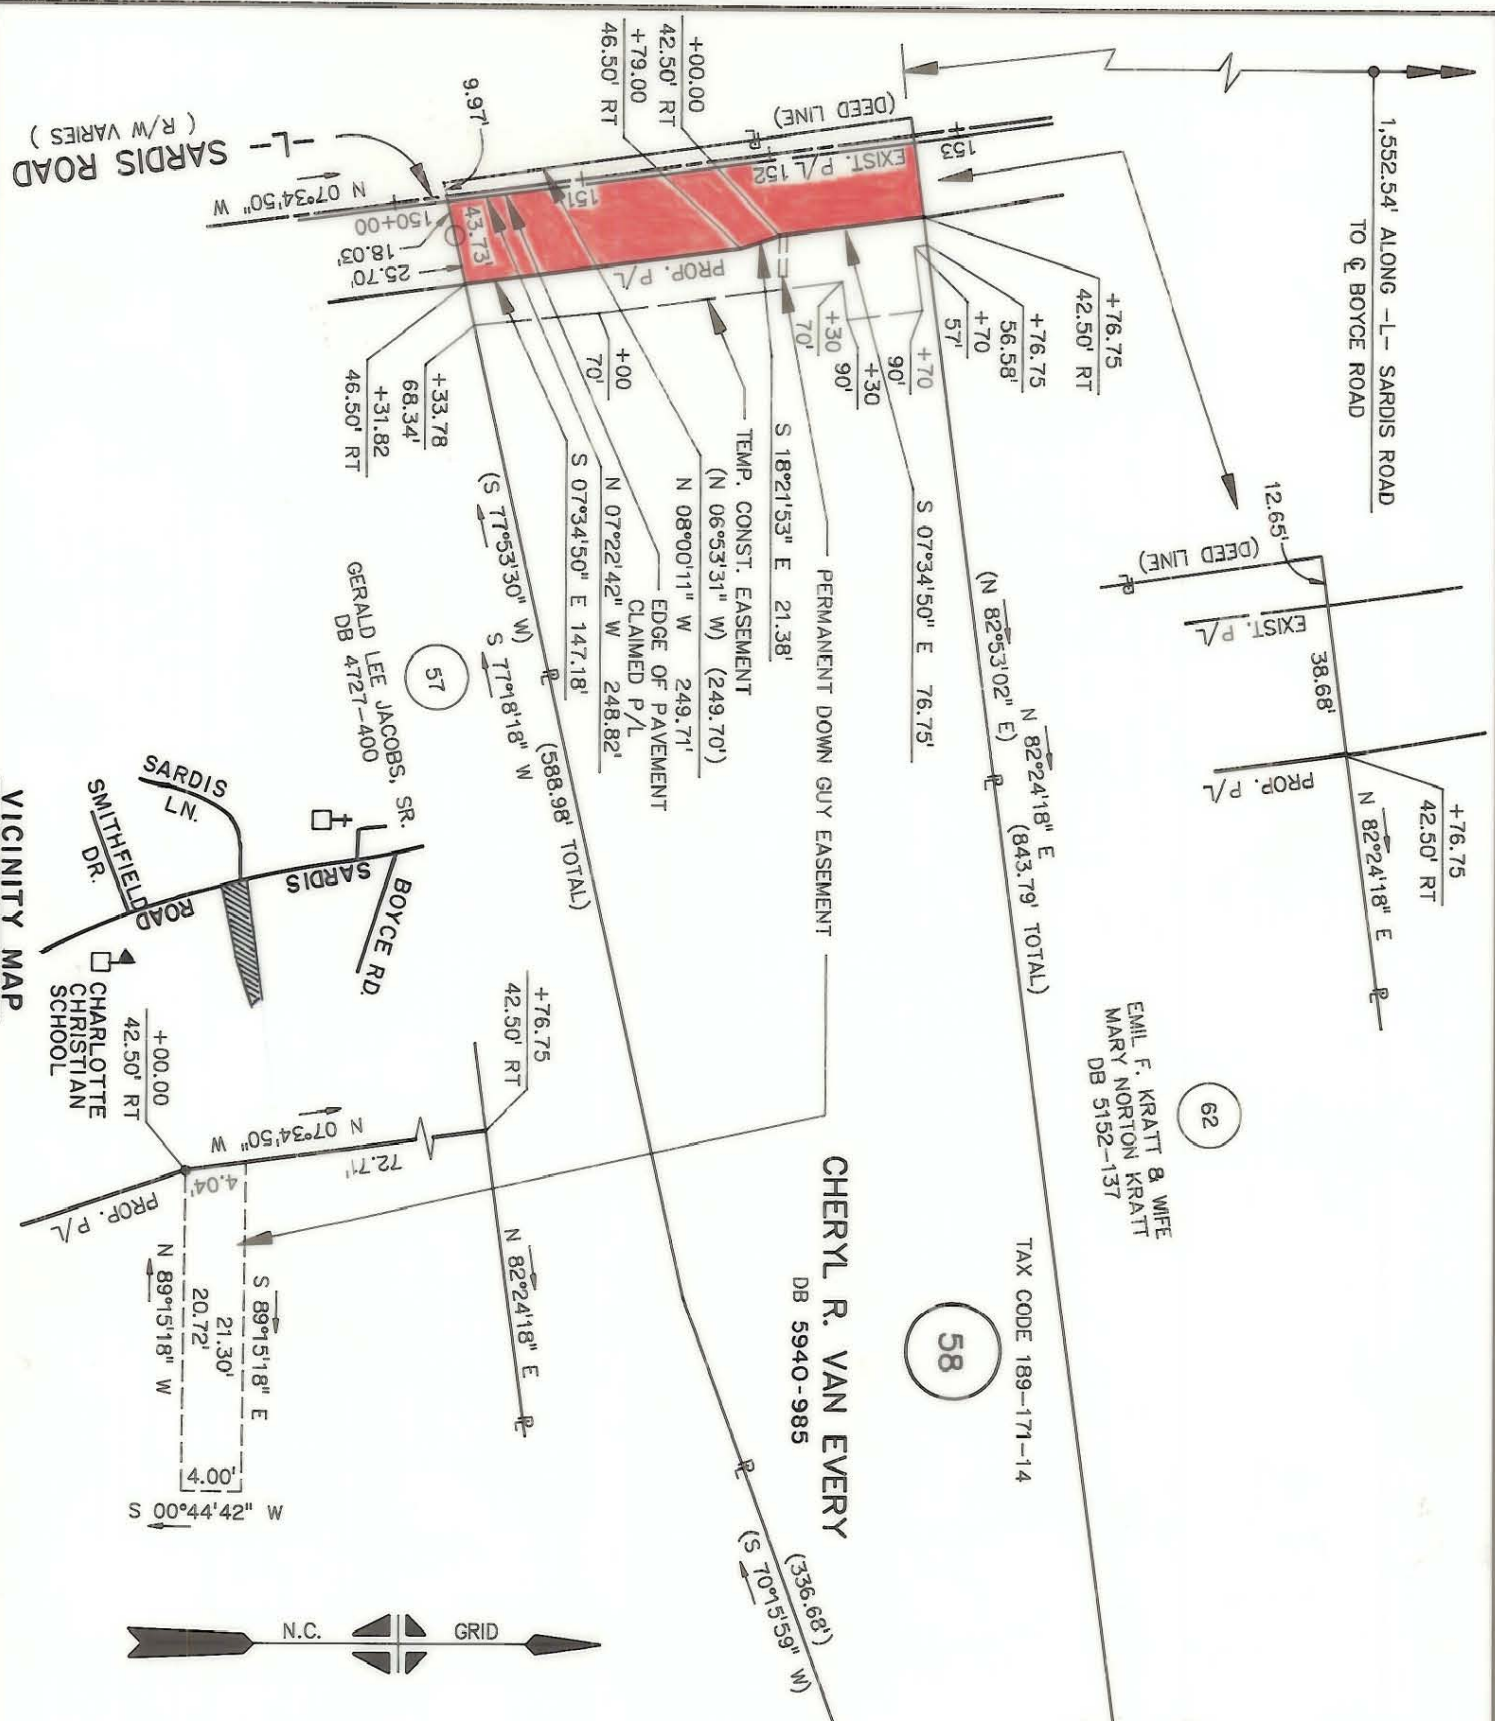 1,552.54' ALONG -L- SARDIS ROAD
TO ℄ BOYCE ROAD
+76.75
42.50' RT
12.65'
(DEED LINE)
EXIST. P/L
38.68'
PROP. P/L
N 82°24'18" E
+76.75
42.50' RT
+76.75
56.58'
+70
57'
+70
90'
+30
90'
+30
70'
+00.00
42.50' RT
+79.00
46.50' RT
(DEED LINE)
EXIST. P/L
153
152
151
150+00
9.97'
43.73'
18.03'
25.70'
PROP. P/L
-L- SARDIS ROAD
( R/W VARIES )
N 07°34'50" W
+00
70'
+33.78
68.34'
+31.82
46.50' RT
S 07°34'50" E 76.75'
PERMANENT DOWN GUY EASEMENT
S 18°21'53" E 21.38'
TEMP. CONST. EASEMENT
(N 06°53'31" W) (249.70')
N 08°00'11" W 249.71'
EDGE OF PAVEMENT
CLAIMED P/L
N 07°22'42" W 248.82'
S 07°34'50" E 147.18'
(S 77°53'30" W)
S 77°18'18" W
(588.98' TOTAL)
(N 82°53'02" E)
N 82°24'18" E
(843.79' TOTAL)
57
GERALD LEE JACOBS, SR.
DB 4727-400
62
EMIL F. KRATT & WIFE
MARY NORTON KRATT
DB 5152-137
TAX CODE 189-171-14
58
CHERYL R. VAN EVERY
DB 5940-985
(336.68')
(S 70°15'59" W)
SARDIS
LN.
SMITHFIELD
DR.
SARDIS
ROAD
BOYCE RD.
CHARLOTTE
CHRISTIAN
SCHOOL
VICINITY MAP
+76.75
42.50' RT
+00.00
42.50' RT
N 07°34'50" W
72.71'
4.04'
PROP. P/L
N 82°24'18" E
S 89°15'18" E
21.30'
20.72'
N 89°15'18" W
4.00'
S 00°44'42" W
N.C.
GRID